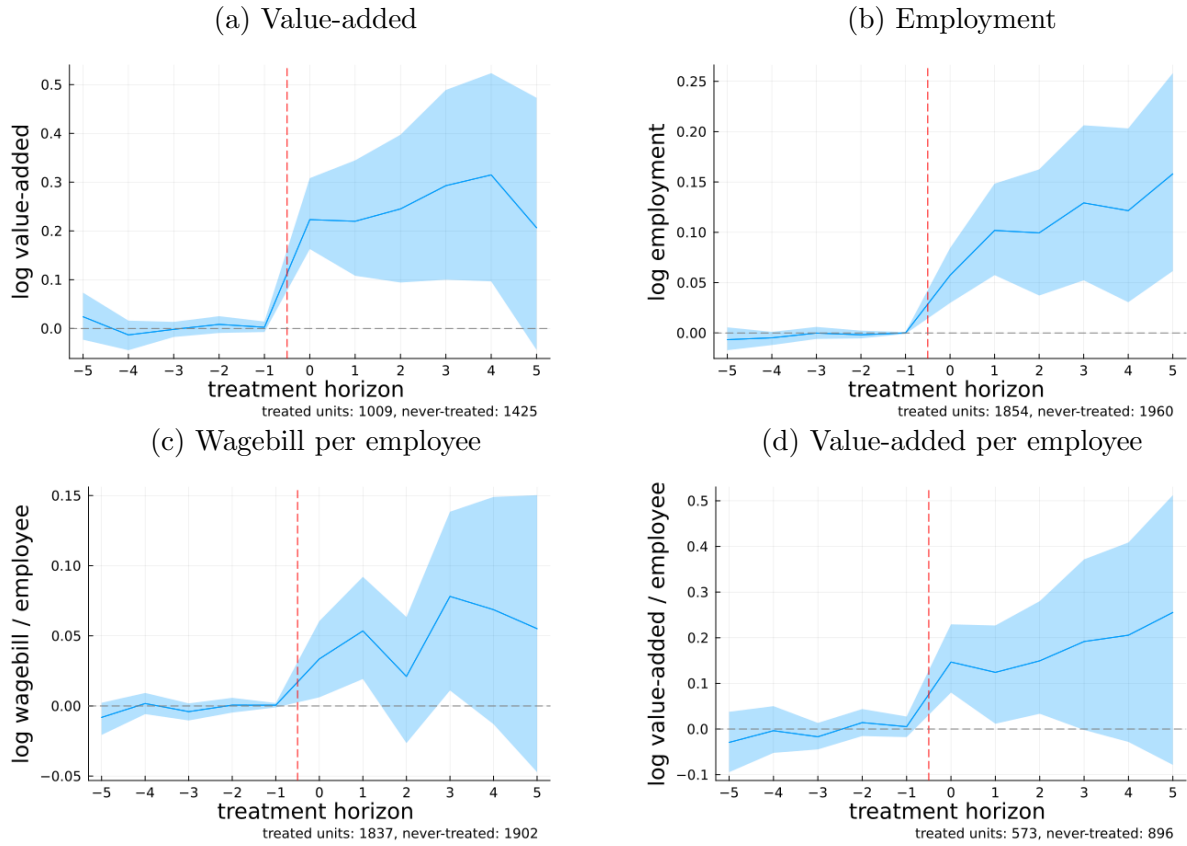 (a) Value-added
log value-added
0.5
0.4
0.3
0.2
0.1
0.0
−5 −4 −3 −2 −1 0 1 2 3 4 5
treatment horizon
treated units: 1009, never-treated: 1425
(b) Employment
log employment
0.25
0.20
0.15
0.10
0.05
0.00
−5 −4 −3 −2 −1 0 1 2 3 4 5
treatment horizon
treated units: 1854, never-treated: 1960
(c) Wagebill per employee
log wagebill / employee
0.15
0.10
0.05
0.00
−0.05
−5 −4 −3 −2 −1 0 1 2 3 4 5
treatment horizon
treated units: 1837, never-treated: 1902
(d) Value-added per employee
log value-added / employee
0.5
0.4
0.3
0.2
0.1
0.0
−0.1
−5 −4 −3 −2 −1 0 1 2 3 4 5
treatment horizon
treated units: 573, never-treated: 896